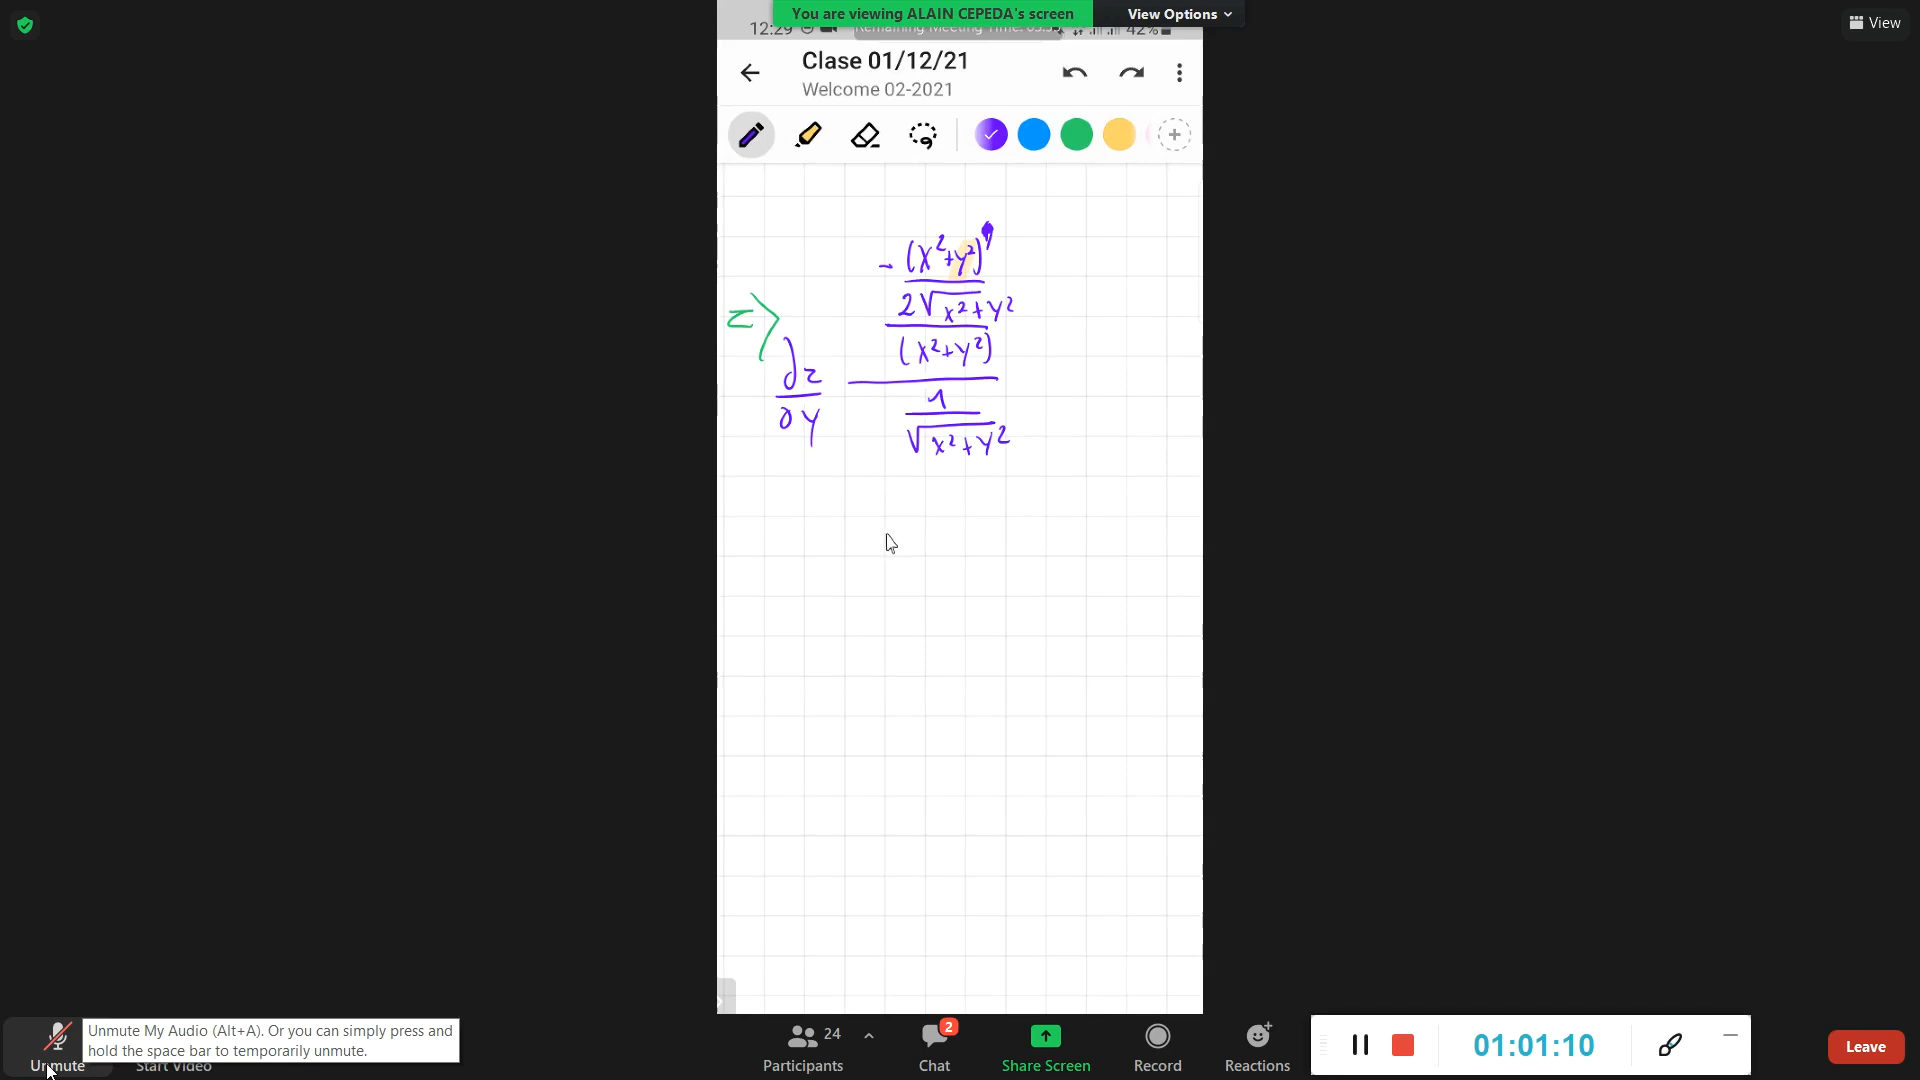 You are viewing ALAIN CEPEDA's screen
View Options
View
12:29
42%
Clase 01/12/21
Welcome 02-2021
- (x²+y²)'
2√x²+y²
(x²+y²)
=>
∂z
∂y
1
√x²+y²
Unmute My Audio (Alt+A). Or you can simply press and
hold the space bar to temporarily unmute.
Unmute
Start Video
24
Participants
2
Chat
Share Screen
Record
Reactions
01:01:10
Leave